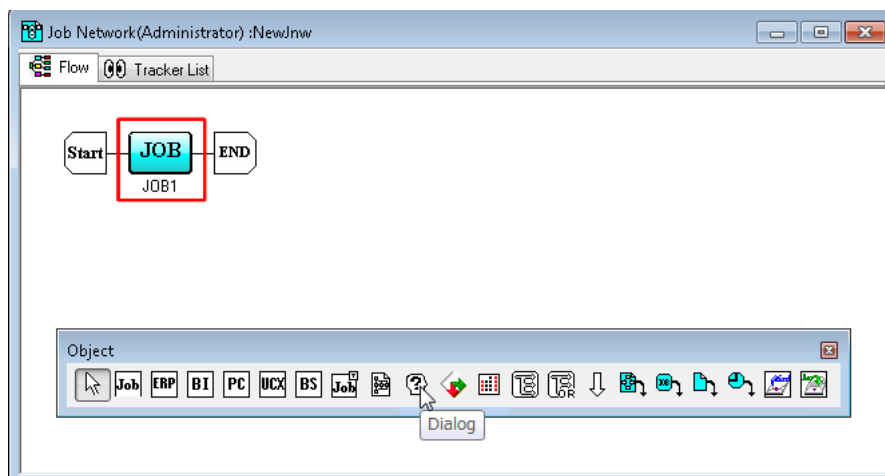 Job Network(Administrator) :NewJnw
Flow Tracker List
Start JOB END
JOB1
Object
Job ERP BI PC UCX BS Job OR
Dialog